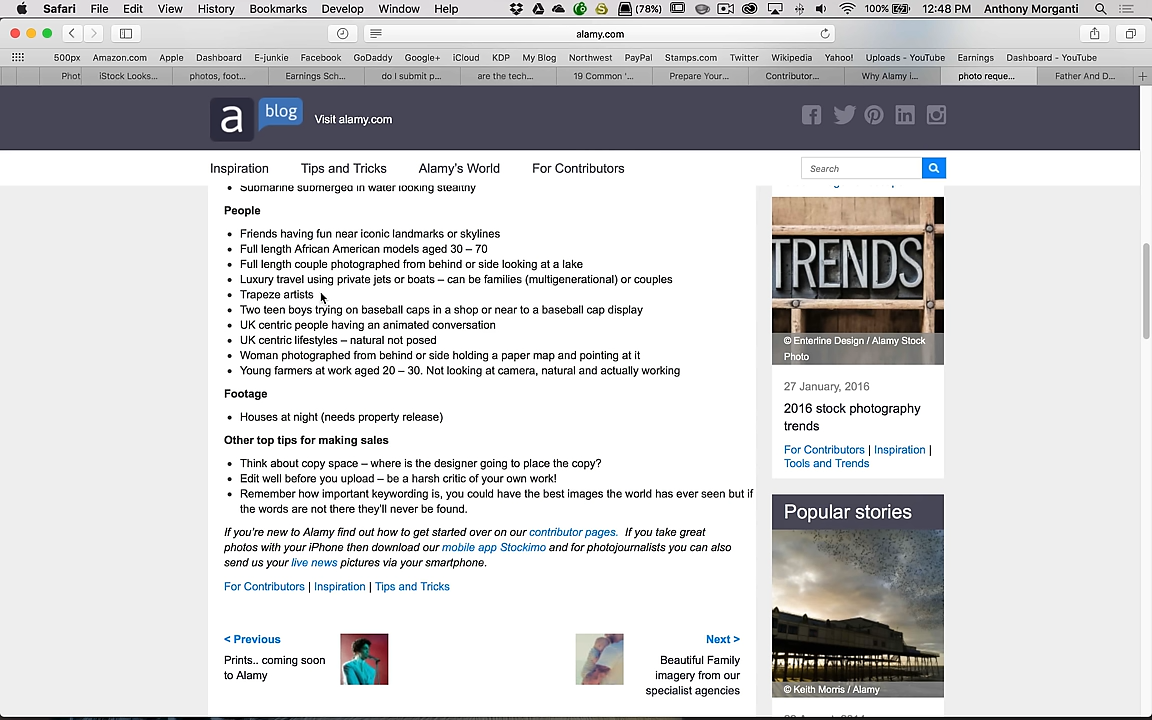 Safari File Edit View History Bookmarks Develop Window Help (78%) 100% Wed 12:48 PM Anthony Morganti
alamy.com
500px Amazon.com Apple Dashboard E-junkie Facebook GoDaddy Google+ iCloud KDP My Blog Northwest PayPal Stamps.com Twitter Wikipedia Yahoo! Uploads - YouTube Earnings Dashboard - YouTube
Phot iStock Looks... photos, foot... Earnings Sch... do I submit p... are the tech... 19 Common '... Prepare Your... Contributor... Why Alamy i... photo reque... Father And D...
a blog Visit alamy.com
Inspiration Tips and Tricks Alamy's World For Contributors Search
• Submarine submerged in water looking stealthy
People
• Friends having fun near iconic landmarks or skylines
• Full length African American models aged 30 – 70
• Full length couple photographed from behind or side looking at a lake
• Luxury travel using private jets or boats – can be families (multigenerational) or couples
• Trapeze artists
• Two teen boys trying on baseball caps in a shop or near to a baseball cap display
• UK centric people having an animated conversation
• UK centric lifestyles – natural not posed
• Woman photographed from behind or side holding a paper map and pointing at it
• Young farmers at work aged 20 – 30. Not looking at camera, natural and actually working
Footage
• Houses at night (needs property release)
Other top tips for making sales
• Think about copy space – where is the designer going to place the copy?
• Edit well before you upload – be a harsh critic of your own work!
• Remember how important keywording is, you could have the best images the world has ever seen but if
the words are not there they'll never be found.
If you're new to Alamy find out how to get started over on our contributor pages. If you take great
photos with your iPhone then download our mobile app Stockimo and for photojournalists you can also
send us your live news pictures via your smartphone.
For Contributors | Inspiration | Tips and Tricks
< Previous
Prints.. coming soon
to Alamy
Next >
Beautiful Family
imagery from our
specialist agencies
TRENDS
© Enterline Design / Alamy Stock
Photo
27 January, 2016
2016 stock photography
trends
For Contributors | Inspiration |
Tools and Trends
Popular stories
© Keith Morris / Alamy